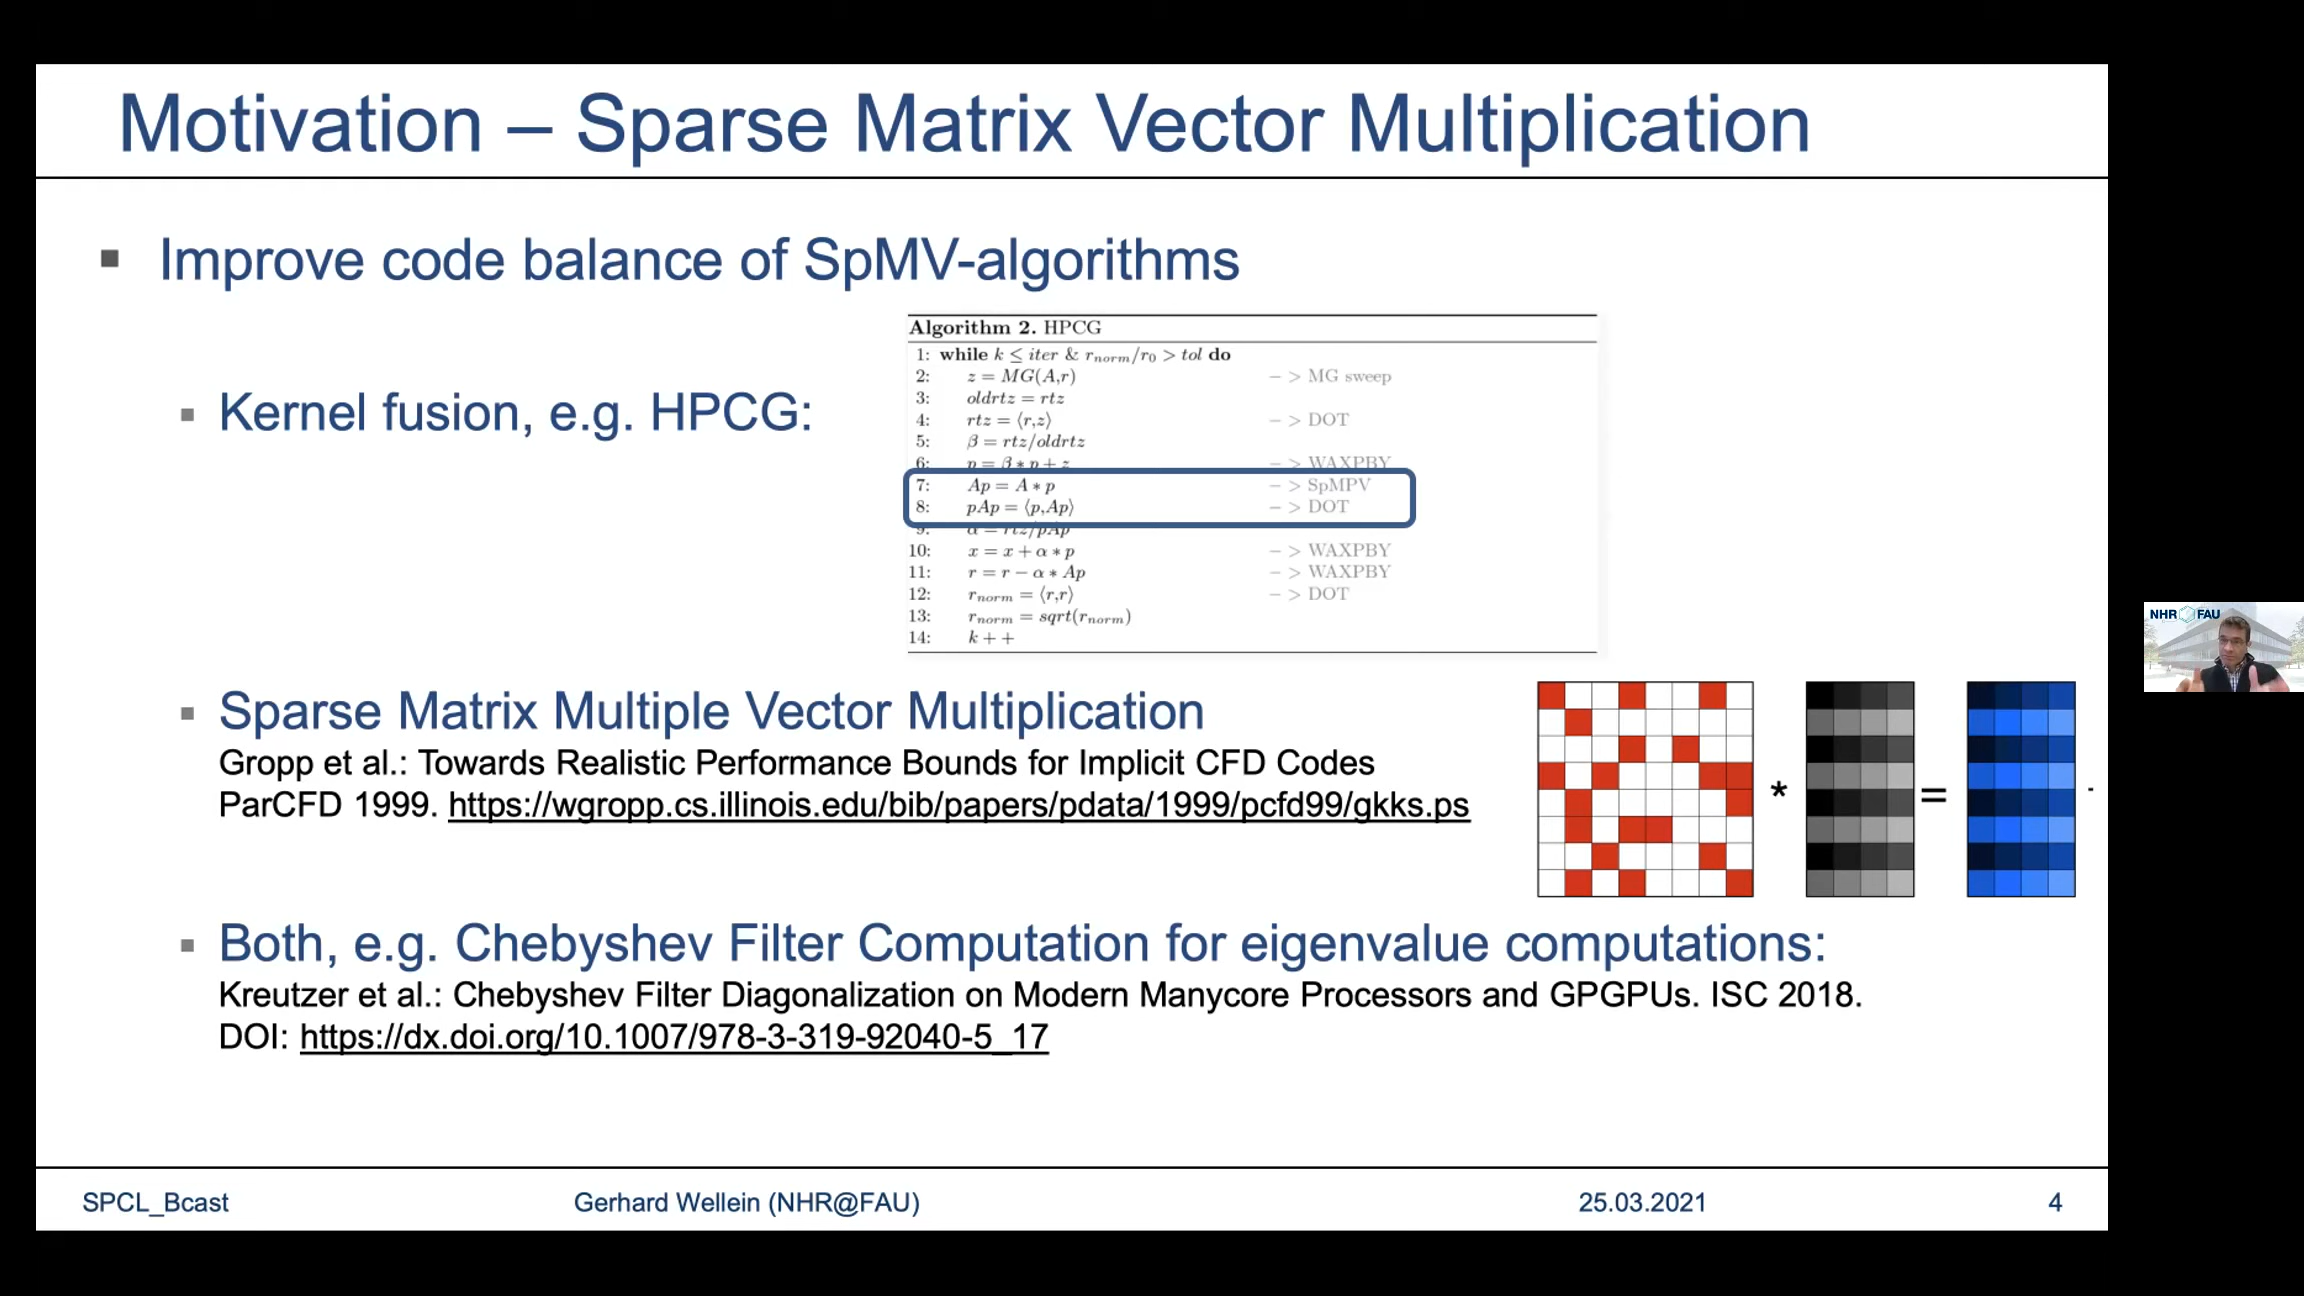 Motivation – Sparse Matrix Vector Multiplication
▪ Improve code balance of SpMV-algorithms
▪ Kernel fusion, e.g. HPCG:
Algorithm 2. HPCG
1: while k ≤ iter & r_norm/r_0 > tol do
2: z = MG(A,r) − > MG sweep
3: oldrtz = rtz
4: rtz = ⟨r,z⟩ − > DOT
5: β = rtz/oldrtz
6: p = β ∗ p + z − > WAXPBY
7: Ap = A ∗ p − > SpMPV
8: pAp = ⟨p,Ap⟩ − > DOT
9: α = rtz/pAp
10: x = x + α ∗ p − > WAXPBY
11: r = r − α ∗ Ap − > WAXPBY
12: r_norm = ⟨r,r⟩ − > DOT
13: r_norm = sqrt(r_norm)
14: k + +
▪ Sparse Matrix Multiple Vector Multiplication
Gropp et al.: Towards Realistic Performance Bounds for Implicit CFD Codes
ParCFD 1999. https://wgropp.cs.illinois.edu/bib/papers/pdata/1999/pcfd99/gkks.ps
* =
▪ Both, e.g. Chebyshev Filter Computation for eigenvalue computations:
Kreutzer et al.: Chebyshev Filter Diagonalization on Modern Manycore Processors and GPGPUs. ISC 2018.
DOI: https://dx.doi.org/10.1007/978-3-319-92040-5_17
SPCL_Bcast Gerhard Wellein (NHR@FAU) 25.03.2021 4
NHR FAU